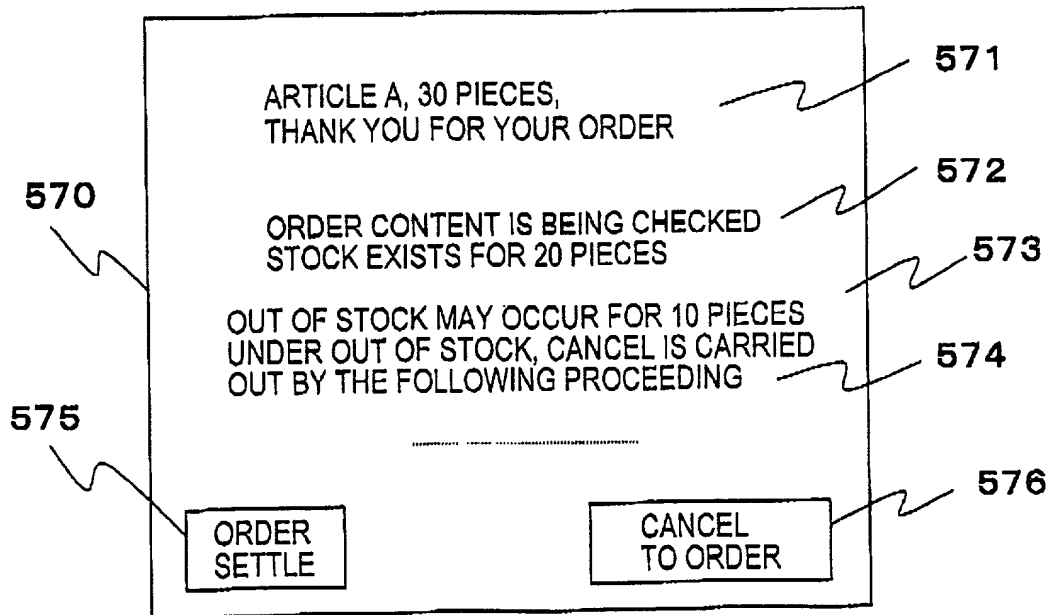 ARTICLE A, 30 PIECES,
THANK YOU FOR YOUR ORDER
571
ORDER CONTENT IS BEING CHECKED
STOCK EXISTS FOR 20 PIECES
572
570
573
OUT OF STOCK MAY OCCUR FOR 10 PIECES
UNDER OUT OF STOCK, CANCEL IS CARRIED
OUT BY THE FOLLOWING PROCEEDING
574
575
576
ORDER
SETTLE
CANCEL
TO ORDER